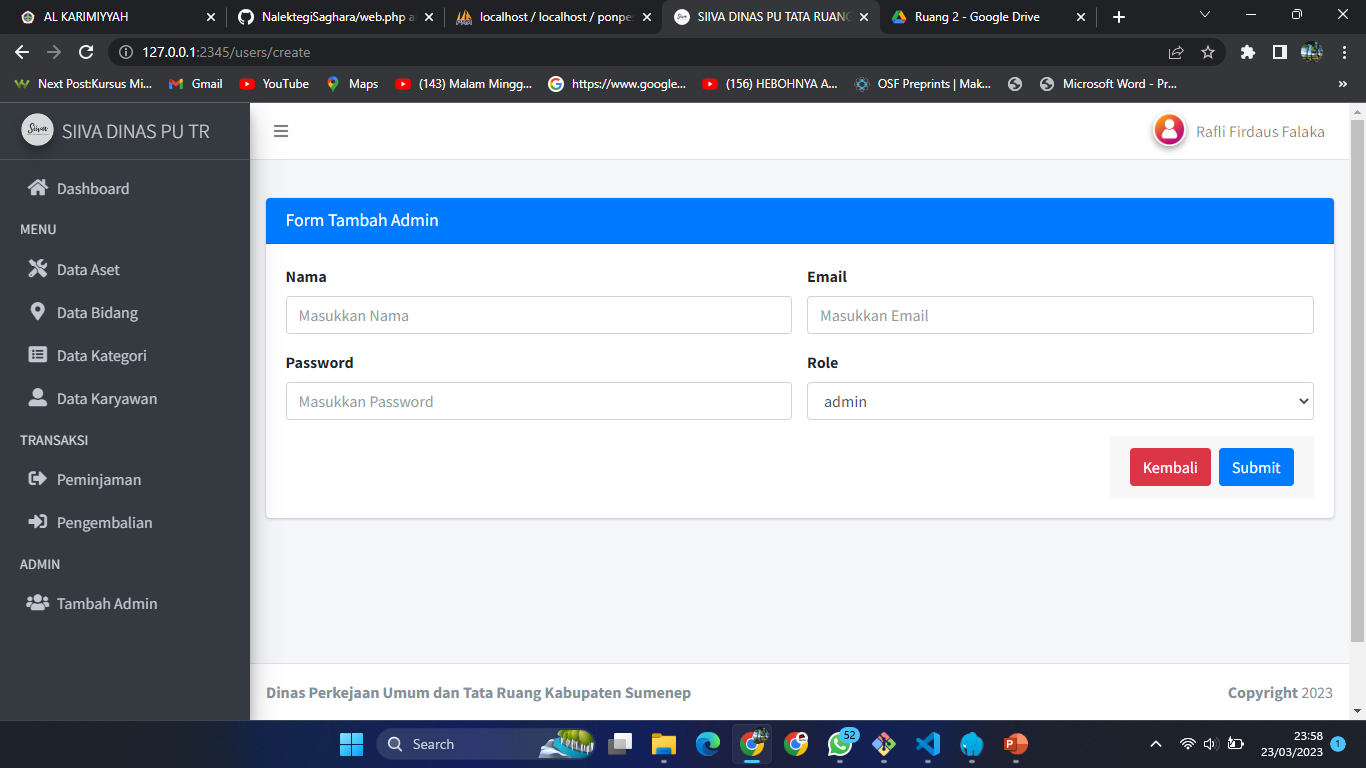 AL KARIMIYYAH
NalektegiSaghara/web.php a
localhost / localhost / ponpe
SIIVA DINAS PU TATA RUANG
Ruang 2 - Google Drive
127.0.0.1:2345/users/create
Next Post:Kursus Mi...
Gmail
YouTube
Maps
(143) Malam Mingg...
https://www.google...
(156) HEBOHNYA A...
OSF Preprints | Mak...
Microsoft Word - Pr...
Siiva
SIIVA DINAS PU TR
Rafli Firdaus Falaka
Dashboard
MENU
Data Aset
Data Bidang
Data Kategori
Data Karyawan
TRANSAKSI
Peminjaman
Pengembalian
ADMIN
Tambah Admin
Form Tambah Admin
Nama
Email
Masukkan Nama
Masukkan Email
Password
Role
Masukkan Password
admin
Kembali
Submit
Dinas Perkejaan Umum dan Tata Ruang Kabupaten Sumenep
Copyright 2023
Search
52
23:58
23/03/2023
1